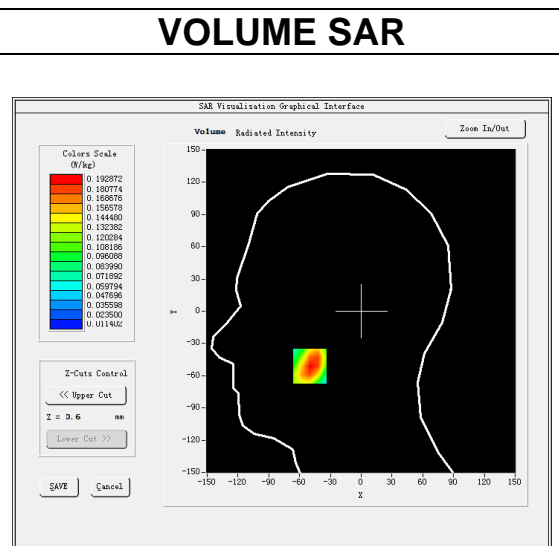 VOLUME SAR
SAR Visualisation Graphical Interface
Volume Radiated Intensity
Zoom In/Out
Colors Scale
(W/kg)
0.192872
0.180774
0.168676
0.156578
0.144480
0.132382
0.120284
0.108186
0.096088
0.083990
0.071892
0.059794
0.047696
0.035598
0.023500
0.011402
Z-Cuts Control
<< Upper Cut
Z = 0.6 mm
Lower Cut >>
SAVE Cancel
150
120
90
60
30
0
-30
-60
-90
-120
-150
Y
-150 -120 -90 -60 -30 0 30 60 90 120 150
X